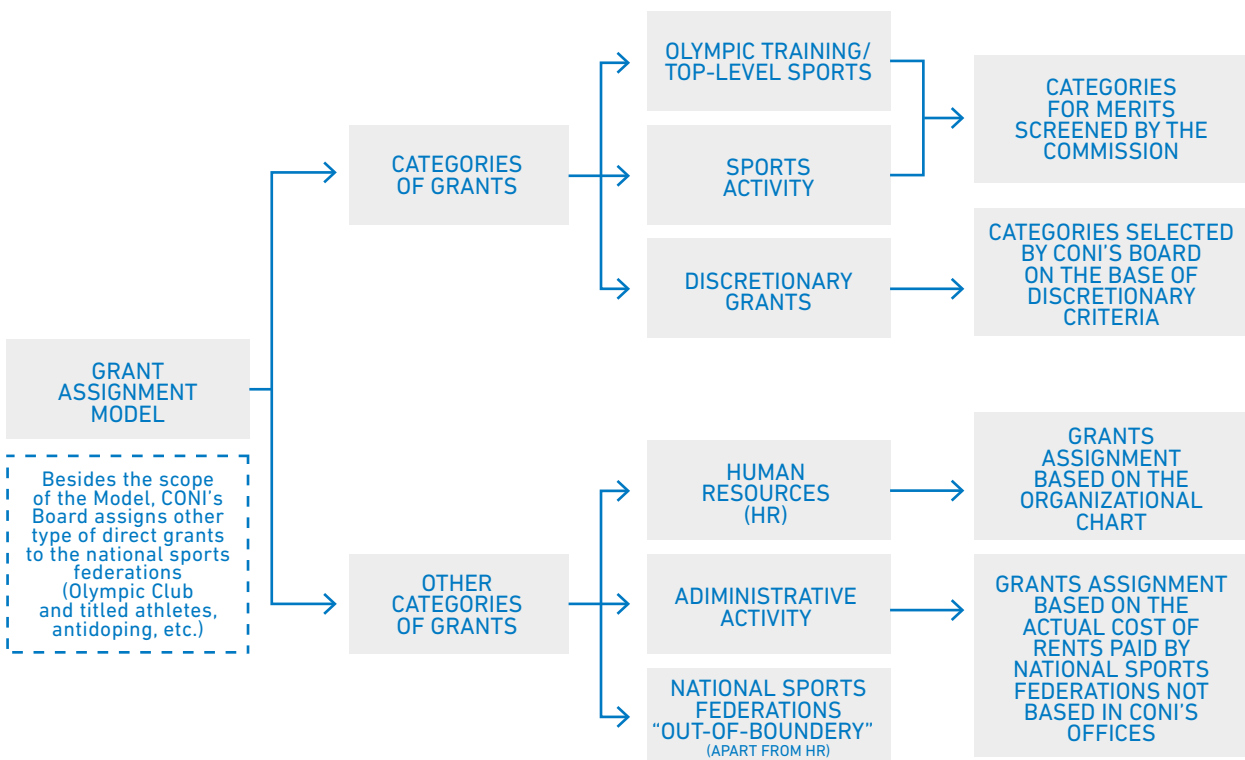 GRANT
ASSIGNMENT
MODEL
Besides the scope
of the Model, CONI's
Board assigns other
type of direct grants
to the national sports
federations
(Olympic Club
and titled athletes,
antidoping, etc.)
CATEGORIES
OF GRANTS
OLYMPIC TRAINING/
TOP-LEVEL SPORTS
SPORTS
ACTIVITY
DISCRETIONARY
GRANTS
CATEGORIES
FOR MERITS
SCREENED BY THE
COMMISSION
CATEGORIES SELECTED
BY CONI'S BOARD
ON THE BASE OF
DISCRETIONARY
CRITERIA
OTHER
CATEGORIES
OF GRANTS
HUMAN
RESOURCES
(HR)
ADIMINISTRATIVE
ACTIVITY
NATIONAL SPORTS
FEDERATIONS
“OUT-OF-BOUNDERY”
(APART FROM HR)
GRANTS
ASSIGNMENT
BASED ON THE
ORGANIZATIONAL
CHART
GRANTS ASSIGNMENT
BASED ON THE
ACTUAL COST OF
RENTS PAID BY
NATIONAL SPORTS
FEDERATIONS NOT
BASED IN CONI'S
OFFICES